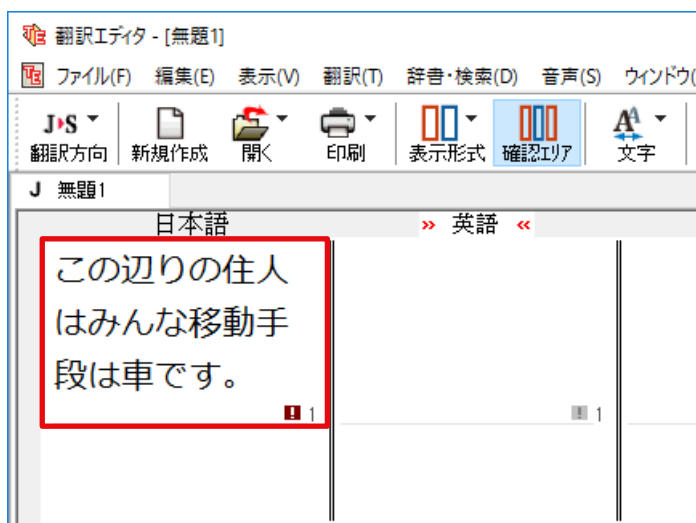 翻訳エディタ - [無題1]
ファイル(F) 編集(E) 表示(V) 翻訳(T) 辞書・検索(D) 音声(S) ウィンドウ(
J▸S 翻訳方向 新規作成 開く 印刷 表示形式 確認エリア 文字
J 無題1
日本語 » 英語 «
この辺りの住人
はみんな移動手
段は車です。
! 1 ! 1